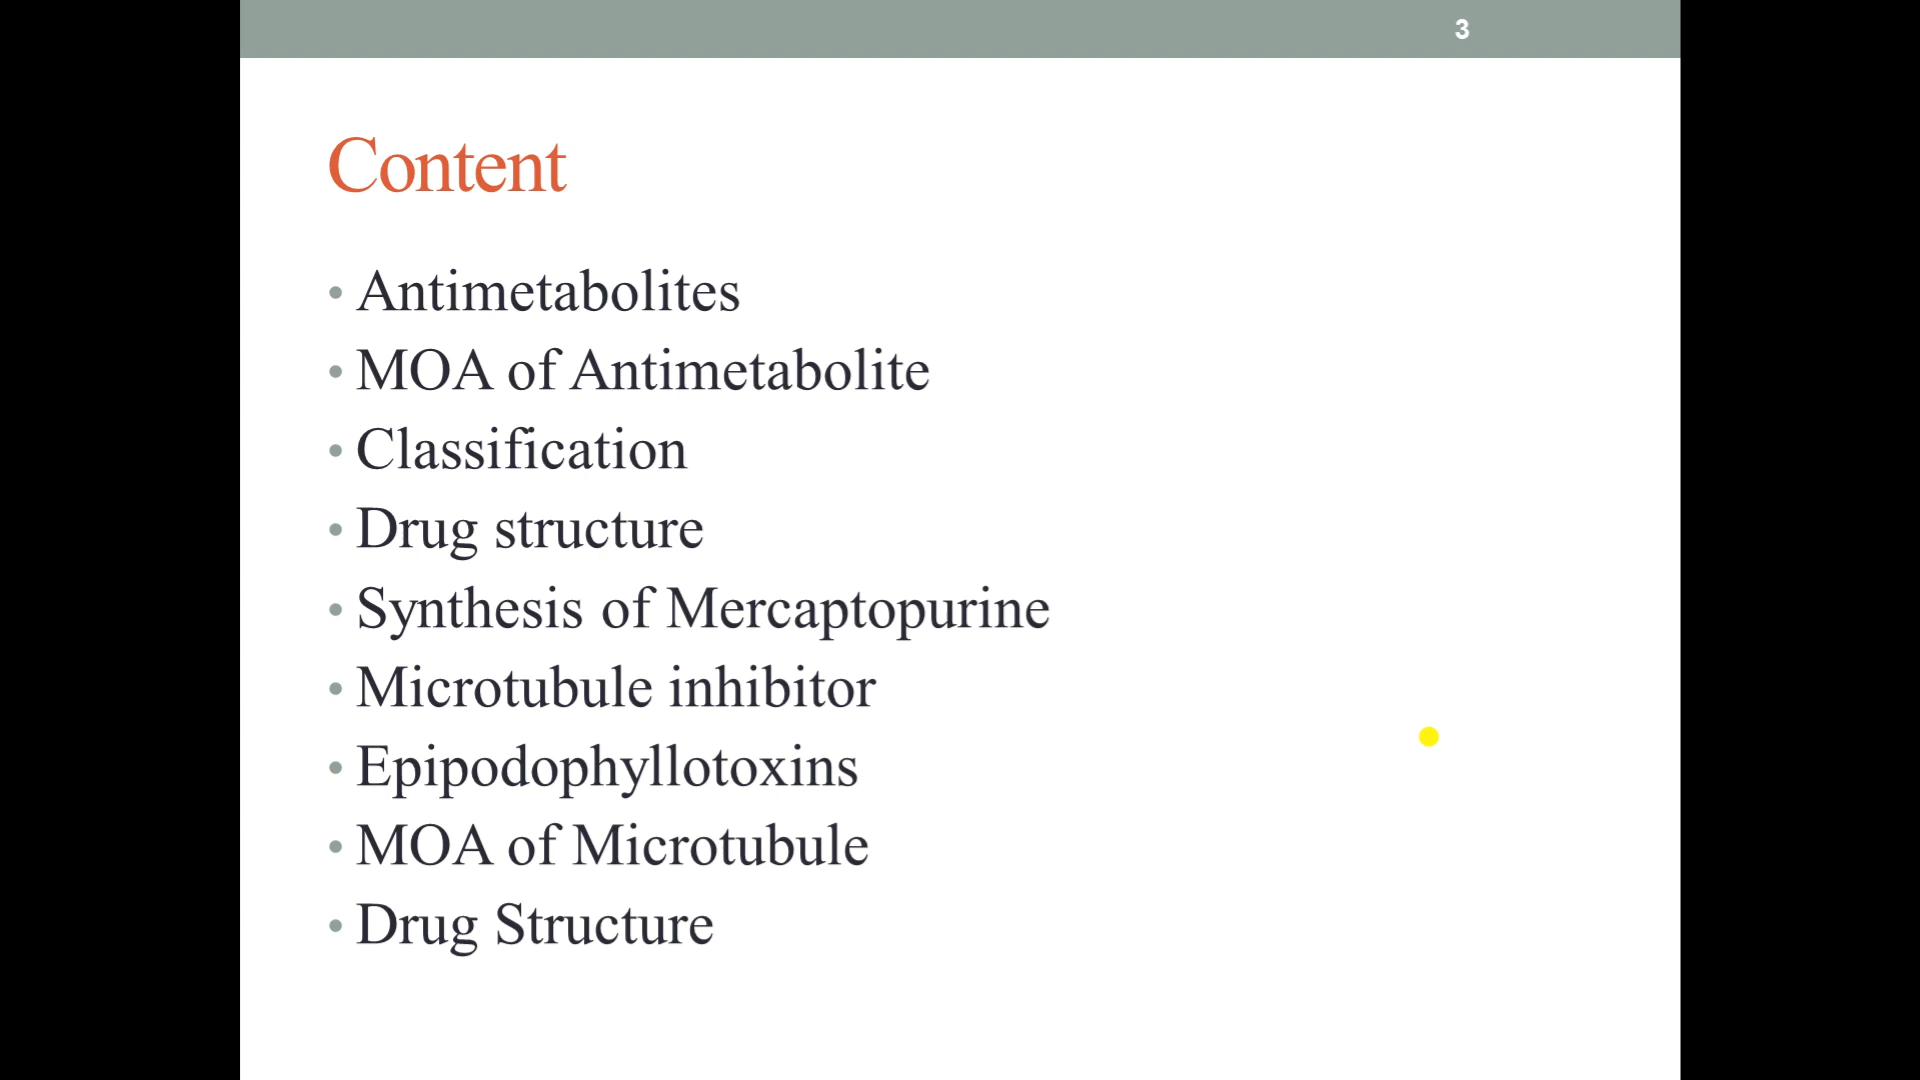 3
Content
• Antimetabolites
• MOA of Antimetabolite
• Classification
• Drug structure
• Synthesis of Mercaptopurine
• Microtubule inhibitor
• Epipodophyllotoxins
• MOA of Microtubule
• Drug Structure